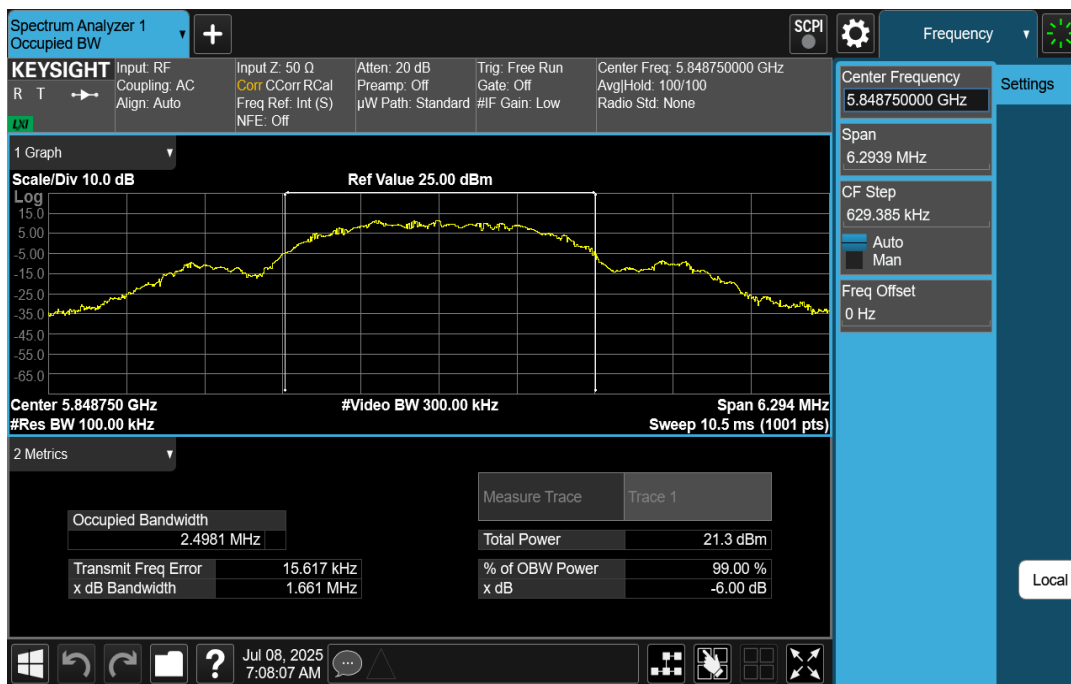 Spectrum Analyzer 1
Occupied BW
+
SCPI
Frequency
KEYSIGHT
R T
LXI
Input: RF
Coupling: AC
Align: Auto
Input Z: 50 Ω
Corr CCorr RCal
Freq Ref: Int (S)
NFE: Off
Atten: 20 dB
Preamp: Off
µW Path: Standard
Trig: Free Run
Gate: Off
#IF Gain: Low
Center Freq: 5.848750000 GHz
Avg|Hold: 100/100
Radio Std: None
Center Frequency
5.848750000 GHz
Settings
Span
6.2939 MHz
CF Step
629.385 kHz
Auto
Man
Freq Offset
0 Hz
Local
1 Graph
Scale/Div 10.0 dB
Ref Value 25.00 dBm
Log
15.0
5.00
-5.00
-15.0
-25.0
-35.0
-45.0
-55.0
-65.0
Center 5.848750 GHz
#Video BW 300.00 kHz
Span 6.294 MHz
#Res BW 100.00 kHz
Sweep 10.5 ms (1001 pts)
2 Metrics
Measure Trace
Trace 1
Occupied Bandwidth
2.4981 MHz
Total Power
21.3 dBm
Transmit Freq Error
15.617 kHz
% of OBW Power
99.00 %
x dB Bandwidth
1.661 MHz
x dB
-6.00 dB
?
Jul 08, 2025
7:08:07 AM